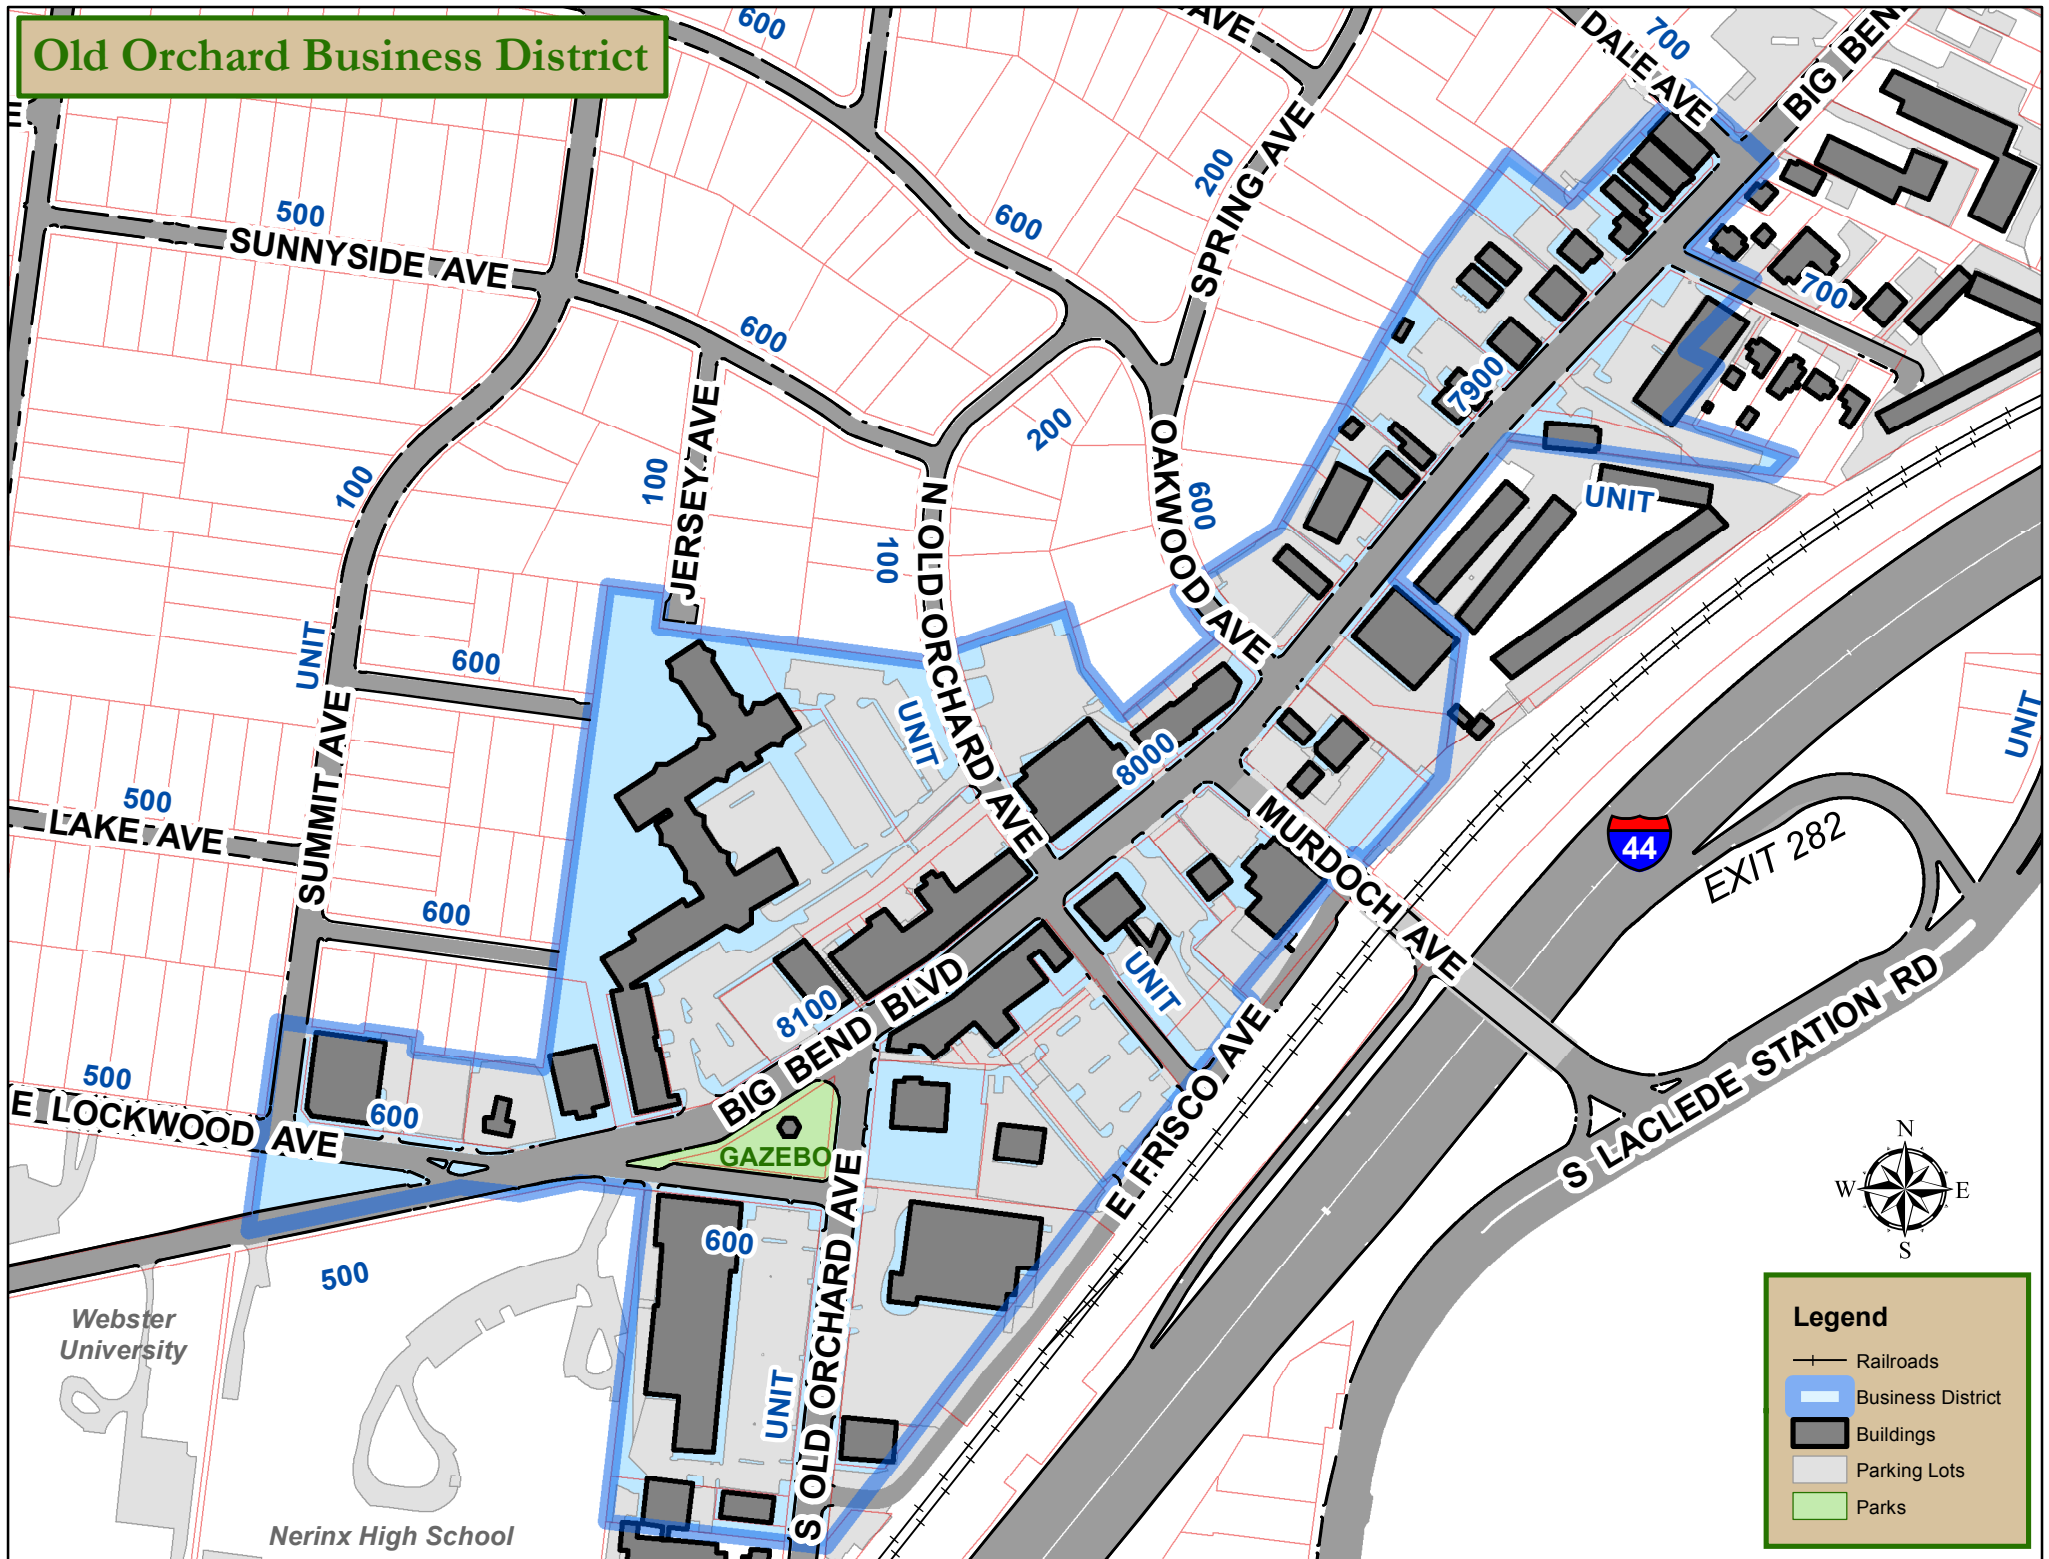 Old Orchard Business District
600
AVE
700
DALE AVE
BIG BEN
E
500
SUNNYSIDE AVE
200
SPRING AVE
600
600
700
JERSEY AVE
100
100
200
7900
OAKWOOD AVE
600
UNIT
N OLD ORCHARD AVE
100
UNIT
600
SUMMIT AVE
UNIT
8000
UNIT
500
LAKE AVE
MURDOCH AVE
44
EXIT 282
600
BIG BEND BLVD
8100
UNIT
S LACLEDE STATION RD
500
E LOCKWOOD AVE
600
GAZEBO
E FRISCO AVE
N
W
E
S
600
500
S OLD ORCHARD AVE
UNIT
Webster
University
Nerinx High School
Legend
Railroads
Business District
Buildings
Parking Lots
Parks